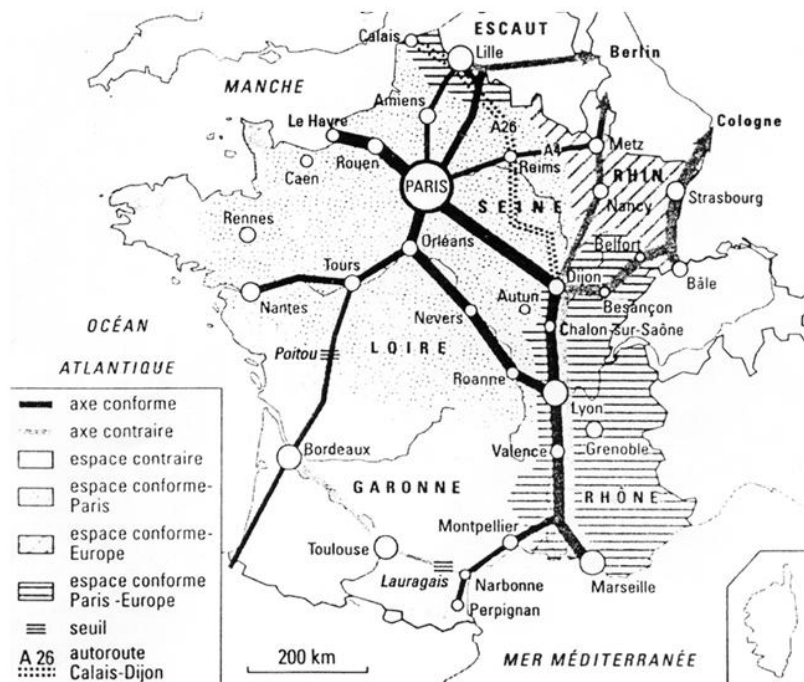 ESCAUT
Calais
Lille
Berlin
MANCHE
Amiens
Cologne
Le Havre
A26
A4
Metz
Rouen
Reims
Caen
RHIN
PARIS
Strasbourg
SEINE
Nancy
Rennes
Orléans
Belfort
Tours
Dijon
Bâle
Autun
Besançon
Nantes
Nevers
Chalon-sur-Saône
OCÉAN
Poitou
LOIRE
ATLANTIQUE
Roanne
Lyon
Grenoble
Bordeaux
Valence
GARONNE
RHÔNE
Montpellier
Toulouse
Lauragais
Narbonne
Marseille
Perpignan
MER MÉDITERRANÉE
axe conforme
axe contraire
espace contraire
espace conforme-
Paris
espace conforme-
Europe
espace conforme
Paris -Europe
seuil
A 26 autoroute
Calais-Dijon
200 km